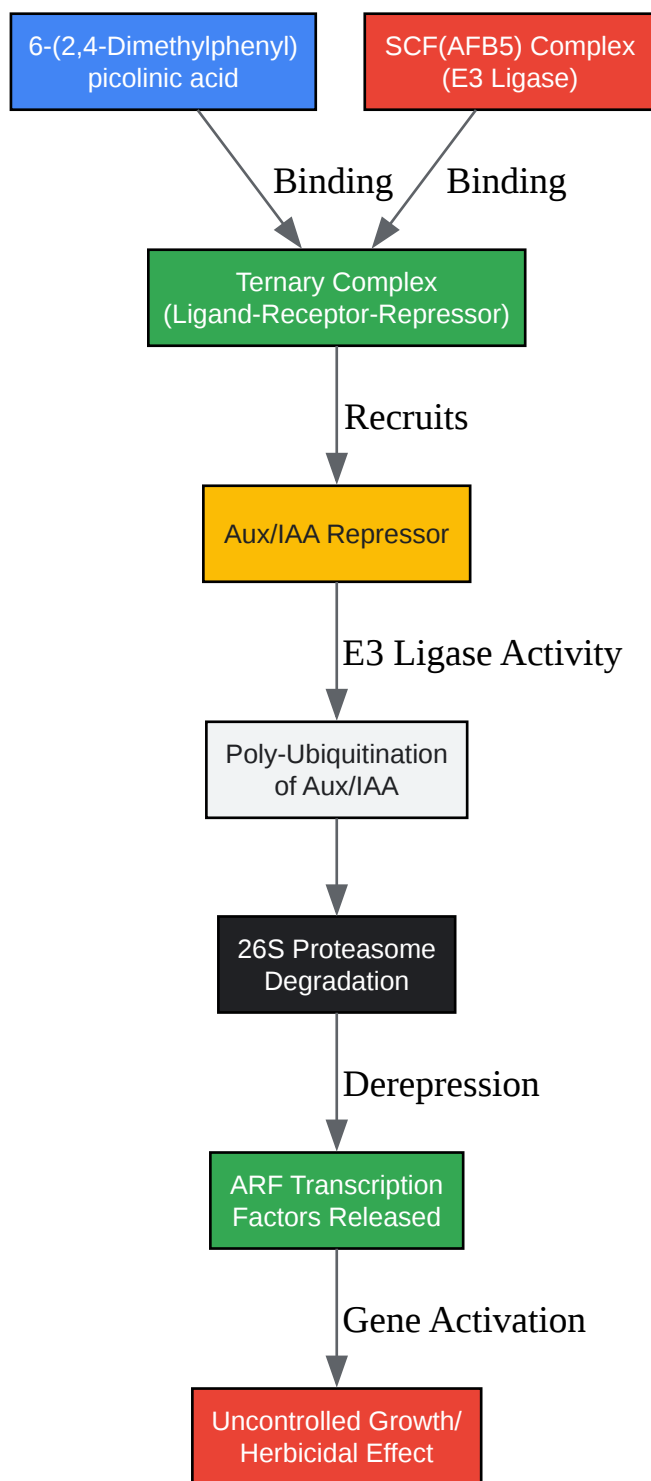 6-(2,4-Dimethylphenyl)
picolinic acid
SCF(AFB5) Complex
(E3 Ligase)
Binding
Binding
Ternary Complex
(Ligand-Receptor-Repressor)
Recruits
Aux/IAA Repressor
E3 Ligase Activity
Poly-Ubiquitination
of Aux/IAA
26S Proteasome
Degradation
Derepression
ARF Transcription
Factors Released
Gene Activation
Uncontrolled Growth/
Herbicidal Effect